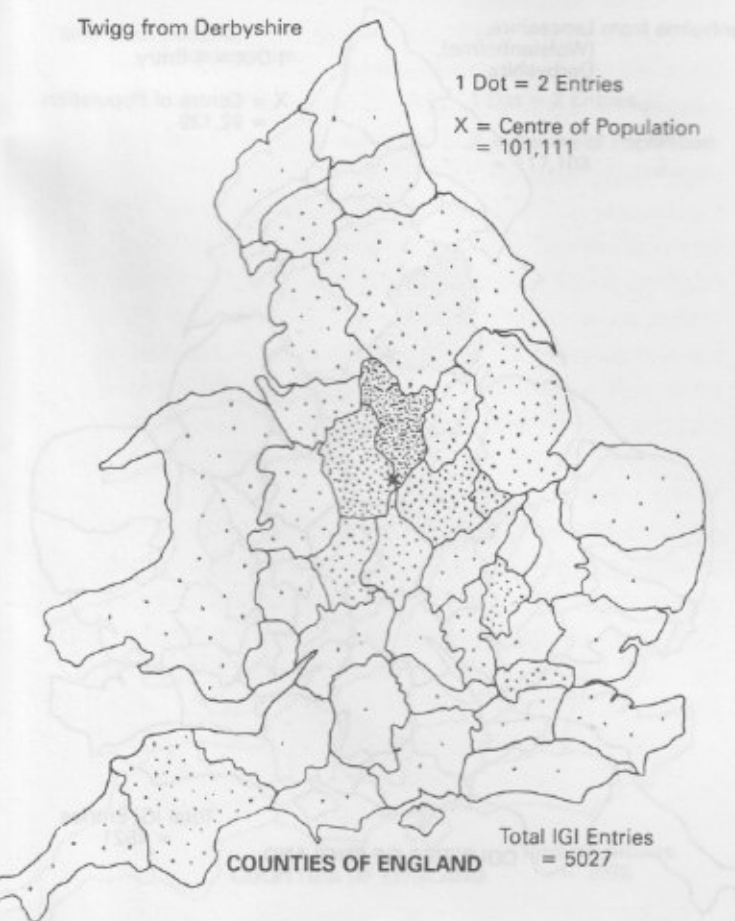 Twigg from Derbyshire
1 Dot = 2 Entries
X = Centre of Population
= 101,111
Total IGI Entries
= 5027
COUNTIES OF ENGLAND